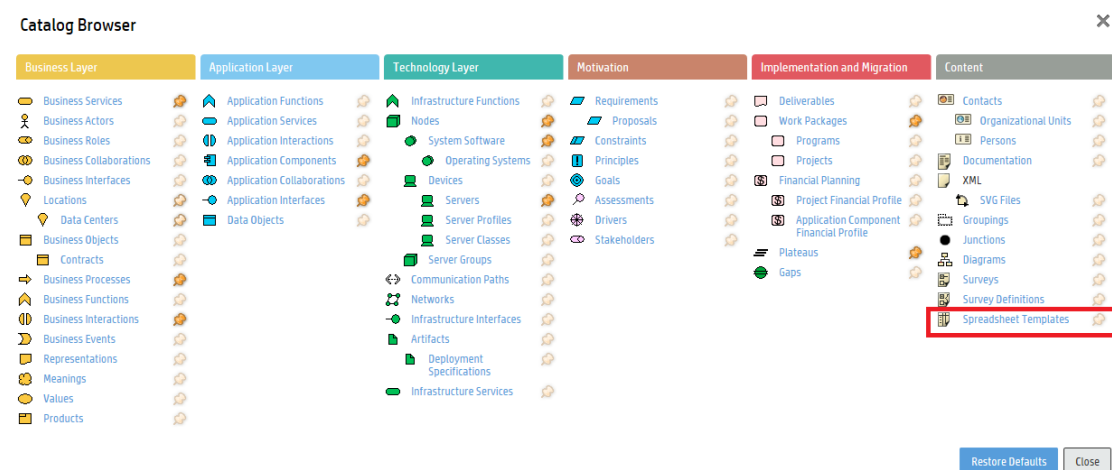 Catalog Browser
Business Layer
Business Services
Business Actors
Business Roles
Business Collaborations
Business Interfaces
Locations
Data Centers
Business Objects
Contracts
Business Processes
Business Functions
Business Interactions
Business Events
Representations
Meanings
Values
Products
Application Layer
Application Functions
Application Services
Application Interactions
Application Components
Application Collaborations
Application Interfaces
Data Objects
Technology Layer
Infrastructure Functions
Nodes
System Software
Operating Systems
Devices
Servers
Server Profiles
Server Classes
Server Groups
Communication Paths
Networks
Infrastructure Interfaces
Artifacts
Deployment
Specifications
Infrastructure Services
Motivation
Requirements
Proposals
Constraints
Principles
Goals
Assessments
Drivers
Stakeholders
Implementation and Migration
Deliverables
Work Packages
Programs
Projects
Financial Planning
Project Financial Profile
Application Component
Financial Profile
Plateaus
Gaps
Content
Contacts
Organizational Units
Persons
Documentation
XML
SVG Files
Groupings
Junctions
Diagrams
Surveys
Survey Definitions
Spreadsheet Templates
Restore Defaults
Close